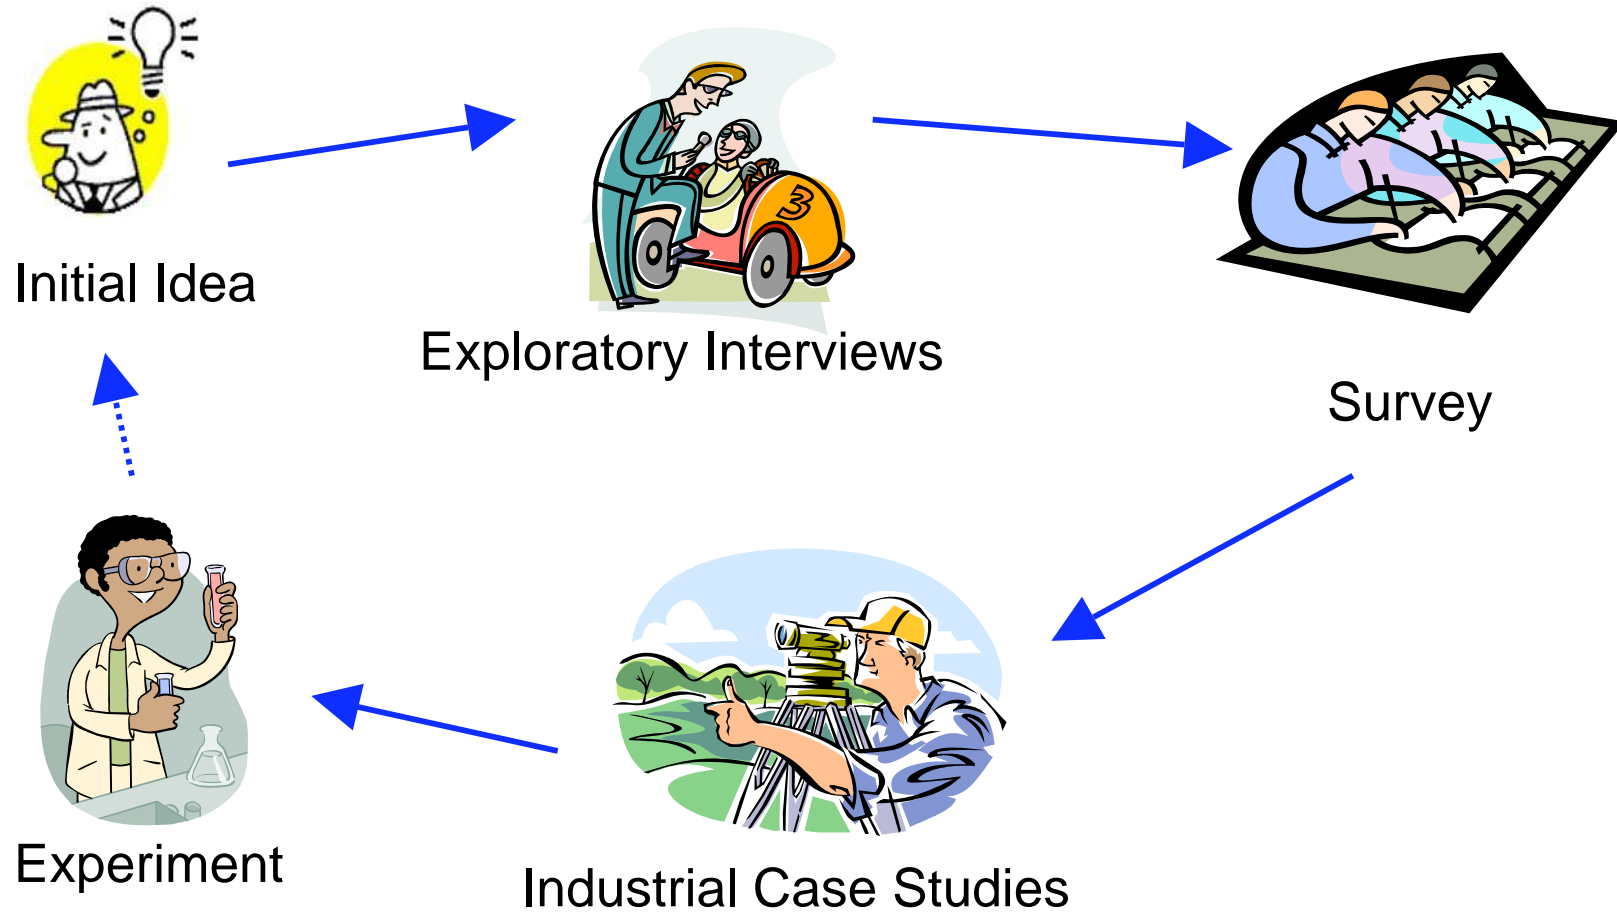 Initial Idea
3
Exploratory Interviews
Survey
Experiment
Industrial Case Studies